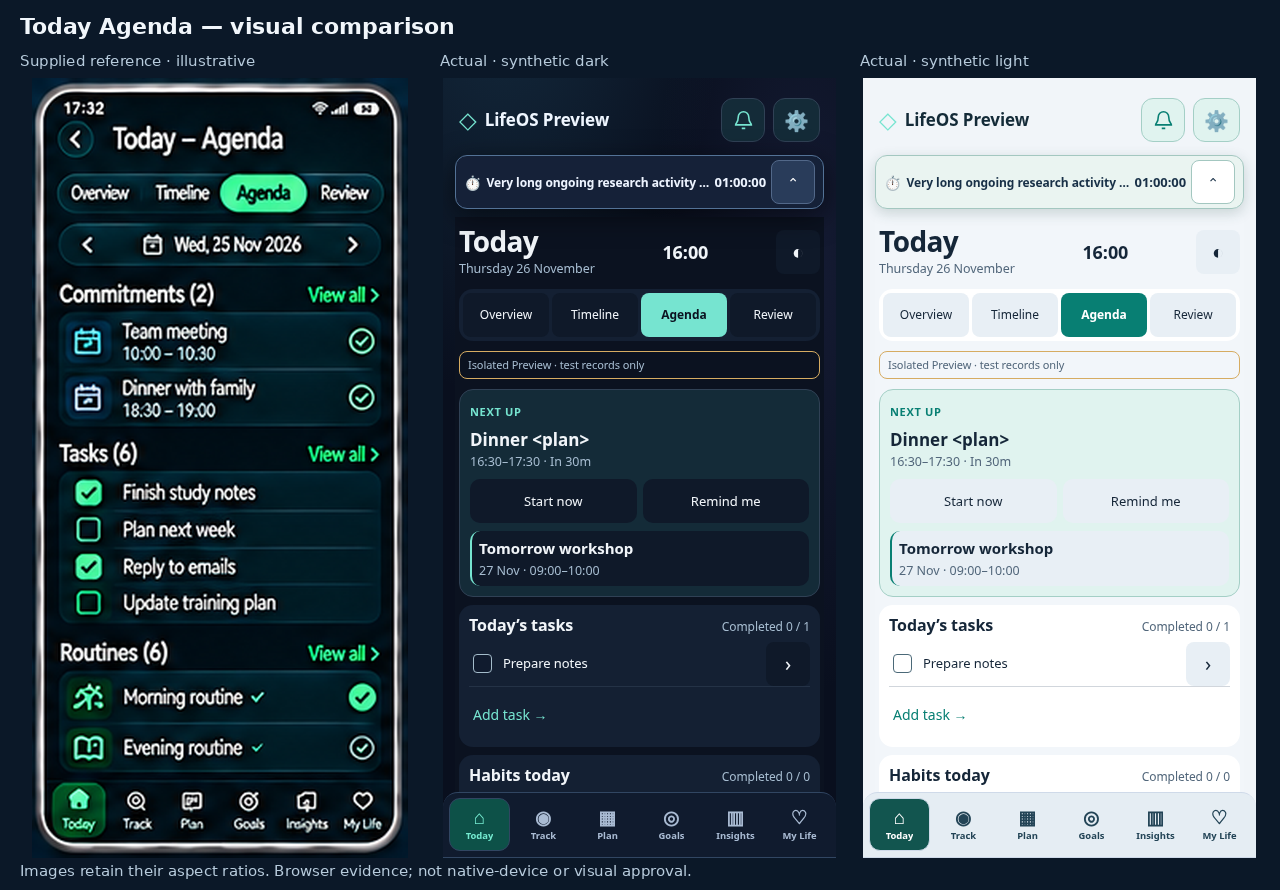 Today Agenda — visual comparison
Supplied reference · illustrative
17:32
Today – Agenda
Overview Timeline Agenda Review
Wed, 25 Nov 2026
Commitments (2) View all >
Team meeting
10:00 – 10:30
Dinner with family
18:30 – 19:00
Tasks (6) View all >
Finish study notes
Plan next week
Reply to emails
Update training plan
Routines (6) View all >
Morning routine ✓
Evening routine ✓
Today Track Plan Goals Insights My Life
Actual · synthetic dark
LifeOS Preview
Very long ongoing research activity ... 01:00:00
Today 16:00
Thursday 26 November
Overview Timeline Agenda Review
Isolated Preview · test records only
NEXT UP
Dinner <plan>
16:30–17:30 · In 30m
Start now Remind me
Tomorrow workshop
27 Nov · 09:00–10:00
Today’s tasks Completed 0 / 1
Prepare notes ›
Add task →
Habits today Completed 0 / 0
Today Track Plan Goals Insights My Life
Actual · synthetic light
LifeOS Preview
Very long ongoing research activity ... 01:00:00
Today 16:00
Thursday 26 November
Overview Timeline Agenda Review
Isolated Preview · test records only
NEXT UP
Dinner <plan>
16:30–17:30 · In 30m
Start now Remind me
Tomorrow workshop
27 Nov · 09:00–10:00
Today’s tasks Completed 0 / 1
Prepare notes ›
Add task →
Habits today Completed 0 / 0
Today Track Plan Goals Insights My Life
Images retain their aspect ratios. Browser evidence; not native-device or visual approval.